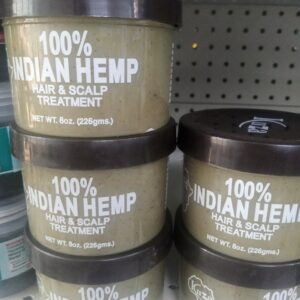 100%
INDIAN HEMP
HAIR & SCALP
TREATMENT
NET WT. 8oz. (226gms.)
100%
INDIAN HEMP
HAIR & SCALP
TREATMENT
NET WT. 8oz. (226gms.)
100%
INDIAN HEM
HAIR & SCALP
TREATMENT
NET WT. 8oz. (226gms.)
100%